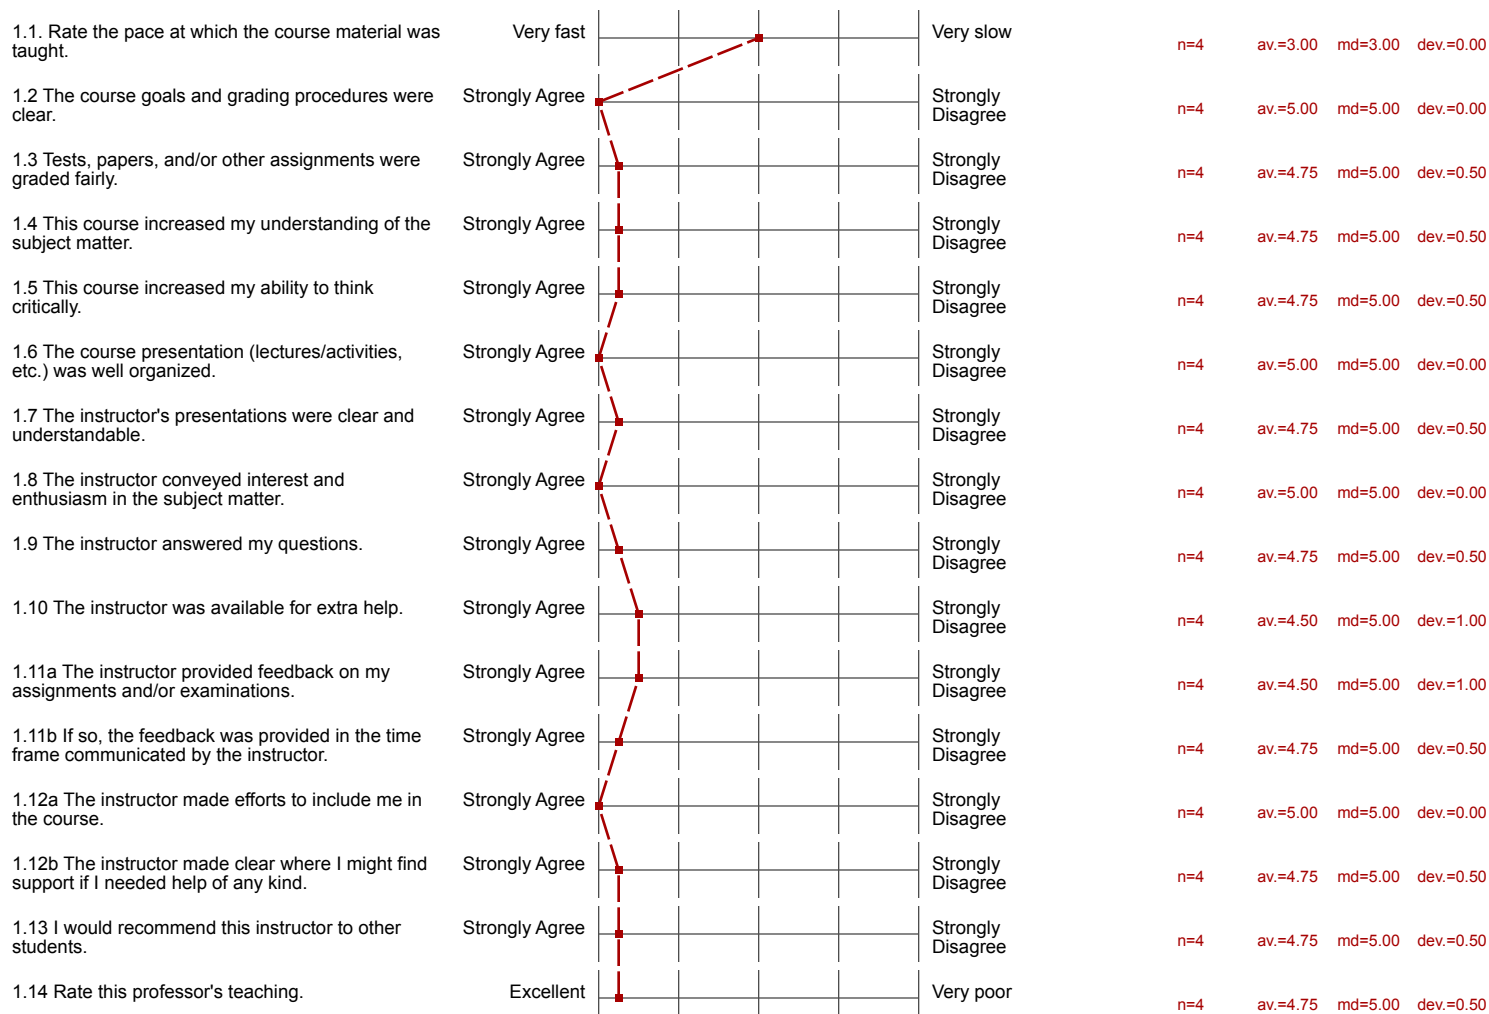 1.1. Rate the pace at which the course material was taught. Very fast Very slow n=4 av.=3.00 md=3.00 dev.=0.00
1.2 The course goals and grading procedures were clear. Strongly Agree Strongly Disagree n=4 av.=5.00 md=5.00 dev.=0.00
1.3 Tests, papers, and/or other assignments were graded fairly. Strongly Agree Strongly Disagree n=4 av.=4.75 md=5.00 dev.=0.50
1.4 This course increased my understanding of the subject matter. Strongly Agree Strongly Disagree n=4 av.=4.75 md=5.00 dev.=0.50
1.5 This course increased my ability to think critically. Strongly Agree Strongly Disagree n=4 av.=4.75 md=5.00 dev.=0.50
1.6 The course presentation (lectures/activities, etc.) was well organized. Strongly Agree Strongly Disagree n=4 av.=5.00 md=5.00 dev.=0.00
1.7 The instructor's presentations were clear and understandable. Strongly Agree Strongly Disagree n=4 av.=4.75 md=5.00 dev.=0.50
1.8 The instructor conveyed interest and enthusiasm in the subject matter. Strongly Agree Strongly Disagree n=4 av.=5.00 md=5.00 dev.=0.00
1.9 The instructor answered my questions. Strongly Agree Strongly Disagree n=4 av.=4.75 md=5.00 dev.=0.50
1.10 The instructor was available for extra help. Strongly Agree Strongly Disagree n=4 av.=4.50 md=5.00 dev.=1.00
1.11a The instructor provided feedback on my assignments and/or examinations. Strongly Agree Strongly Disagree n=4 av.=4.50 md=5.00 dev.=1.00
1.11b If so, the feedback was provided in the time frame communicated by the instructor. Strongly Agree Strongly Disagree n=4 av.=4.75 md=5.00 dev.=0.50
1.12a The instructor made efforts to include me in the course. Strongly Agree Strongly Disagree n=4 av.=5.00 md=5.00 dev.=0.00
1.12b The instructor made clear where I might find support if I needed help of any kind. Strongly Agree Strongly Disagree n=4 av.=4.75 md=5.00 dev.=0.50
1.13 I would recommend this instructor to other students. Strongly Agree Strongly Disagree n=4 av.=4.75 md=5.00 dev.=0.50
1.14 Rate this professor's teaching. Excellent Very poor n=4 av.=4.75 md=5.00 dev.=0.50